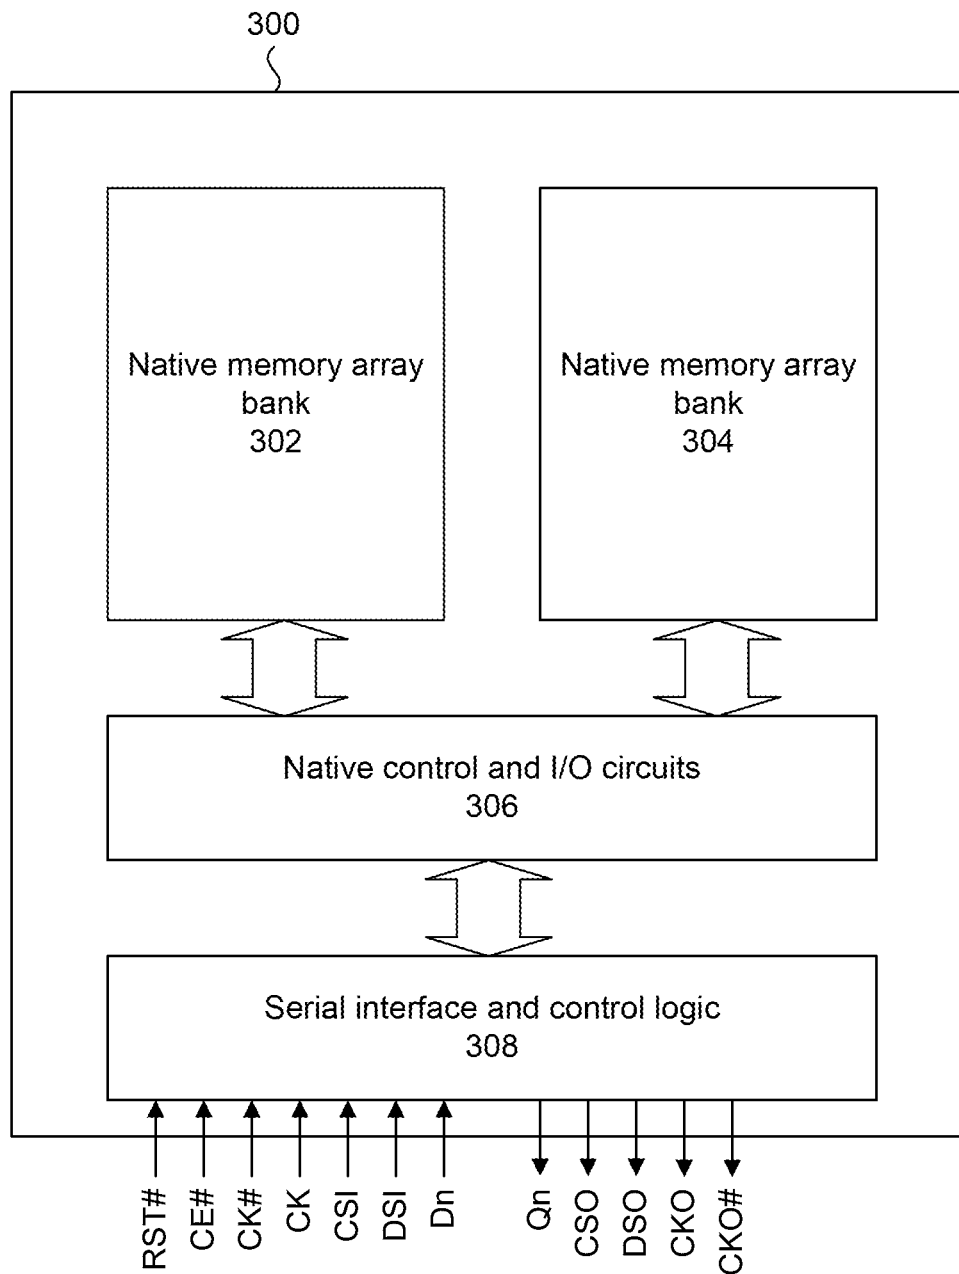 300
Native memory array
bank
302
Native memory array
bank
304
Native control and I/O circuits
306
Serial interface and control logic
308
RST#
CE#
CK#
CK
CSI
DSI
Dn
Qn
CSO
DSO
CKO
CKO#